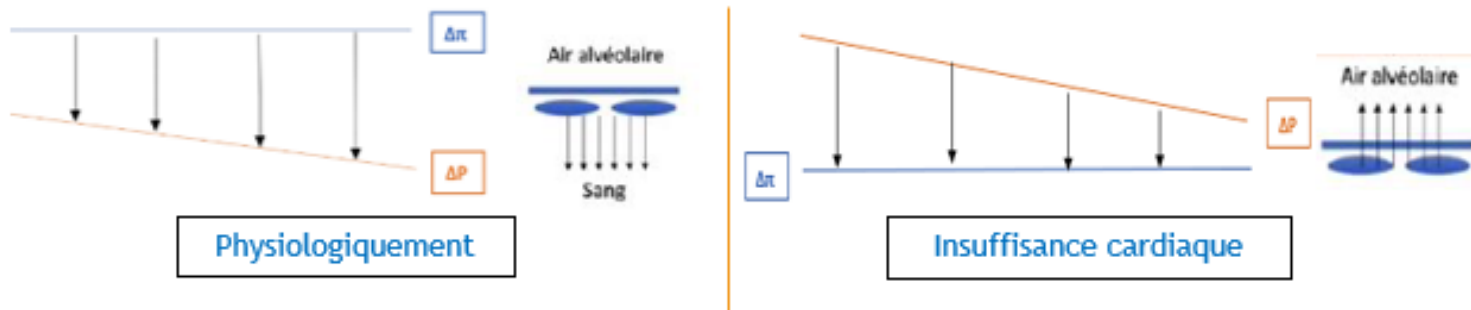 Δπ
Air alvéolaire
ΔP
Sang
Physiologiquement
Air alvéolaire
ΔP
Δπ
Insuffisance cardiaque